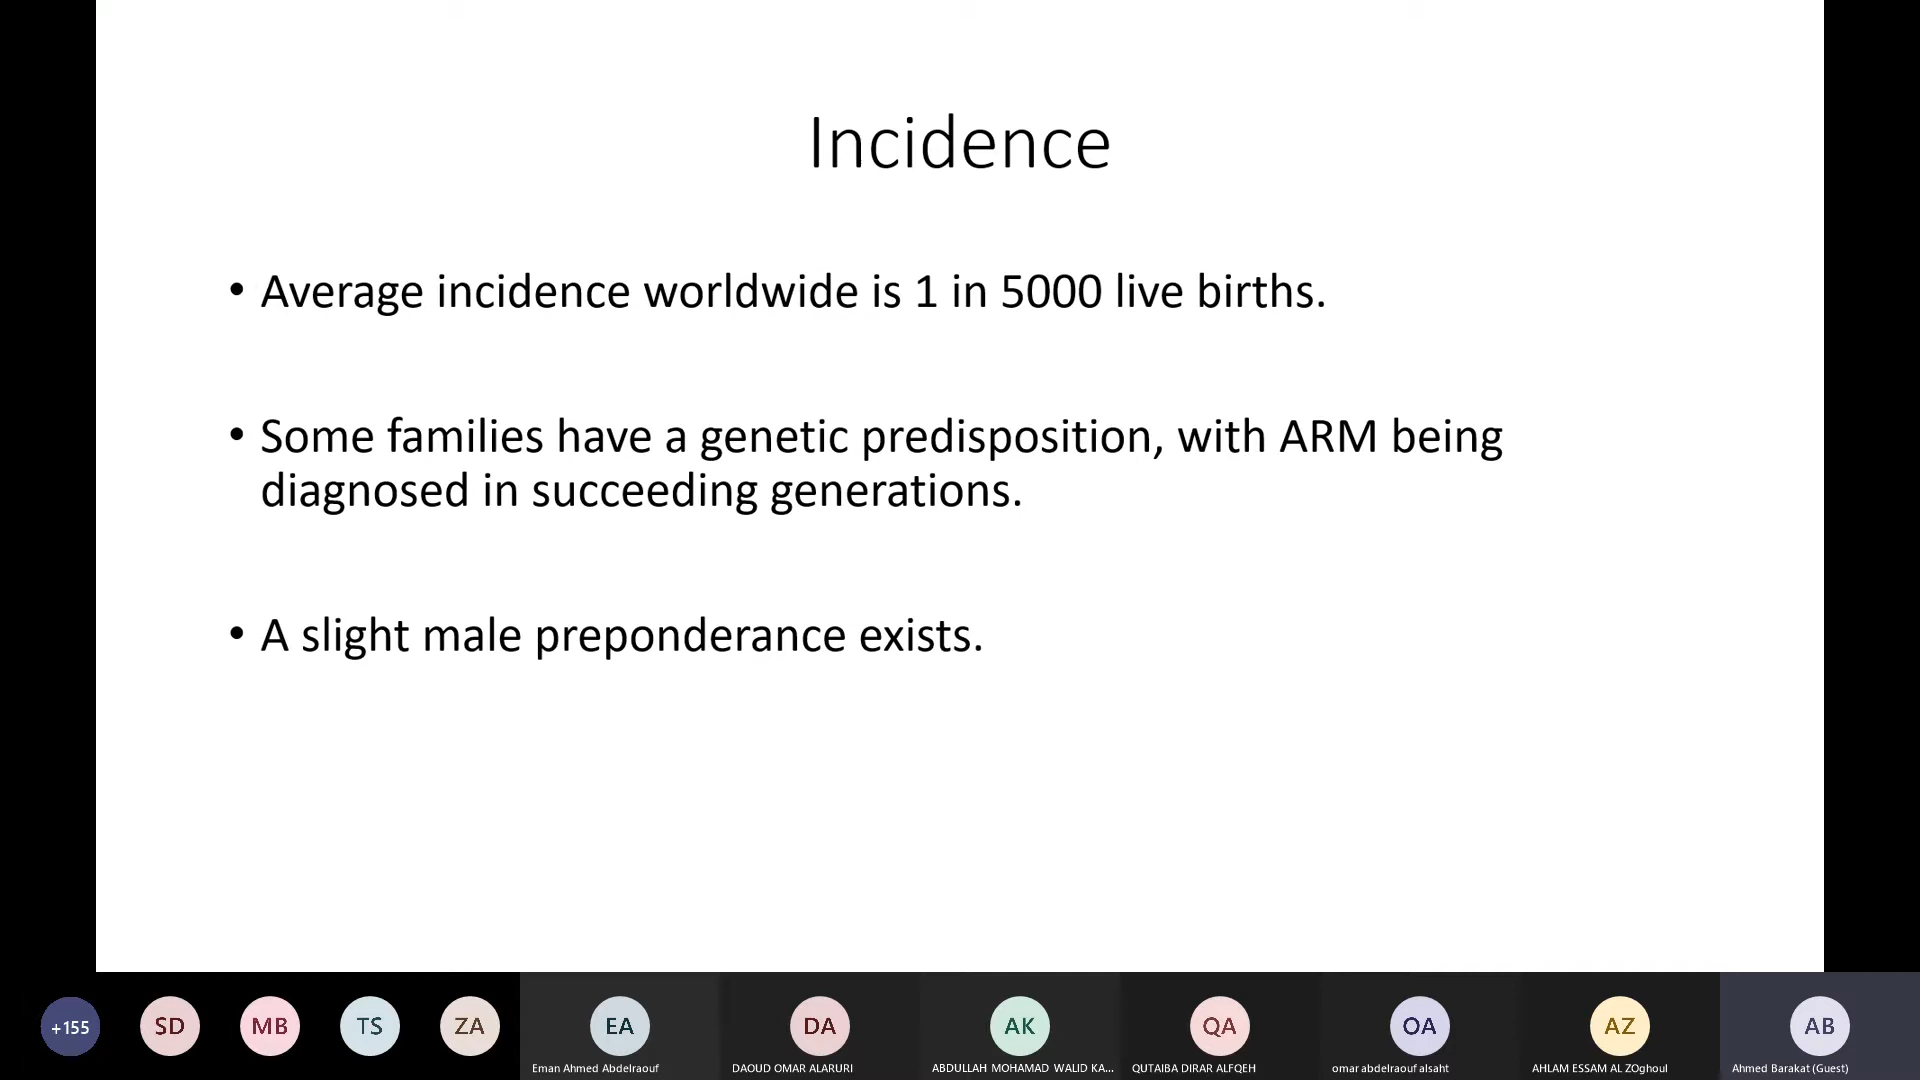 Incidence
• Average incidence worldwide is 1 in 5000 live births.
• Some families have a genetic predisposition, with ARM being
diagnosed in succeeding generations.
• A slight male preponderance exists.
+155
SD
MB
TS
ZA
EA
DA
AK
QA
OA
AZ
AB
Eman Ahmed Abdelraouf
DAOUD OMAR ALARURI
ABDULLAH MOHAMAD WALID KA...
QUTAIBA DIRAR ALFQEH
omar abdelraouf alsaht
AHLAM ESSAM AL ZOghoul
Ahmed Barakat (Guest)